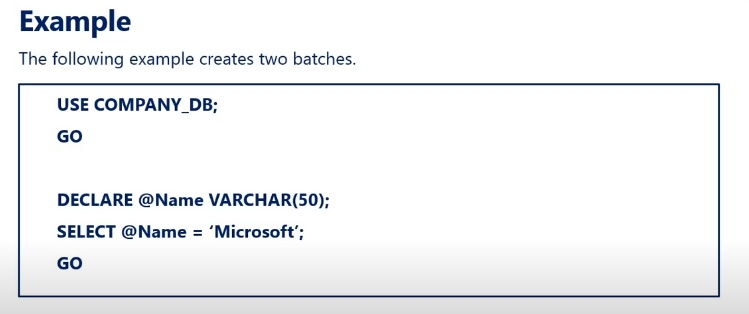 Example
The following example creates two batches.
USE COMPANY_DB;
GO
DECLARE @Name VARCHAR(50);
SELECT @Name = ‘Microsoft’;
GO